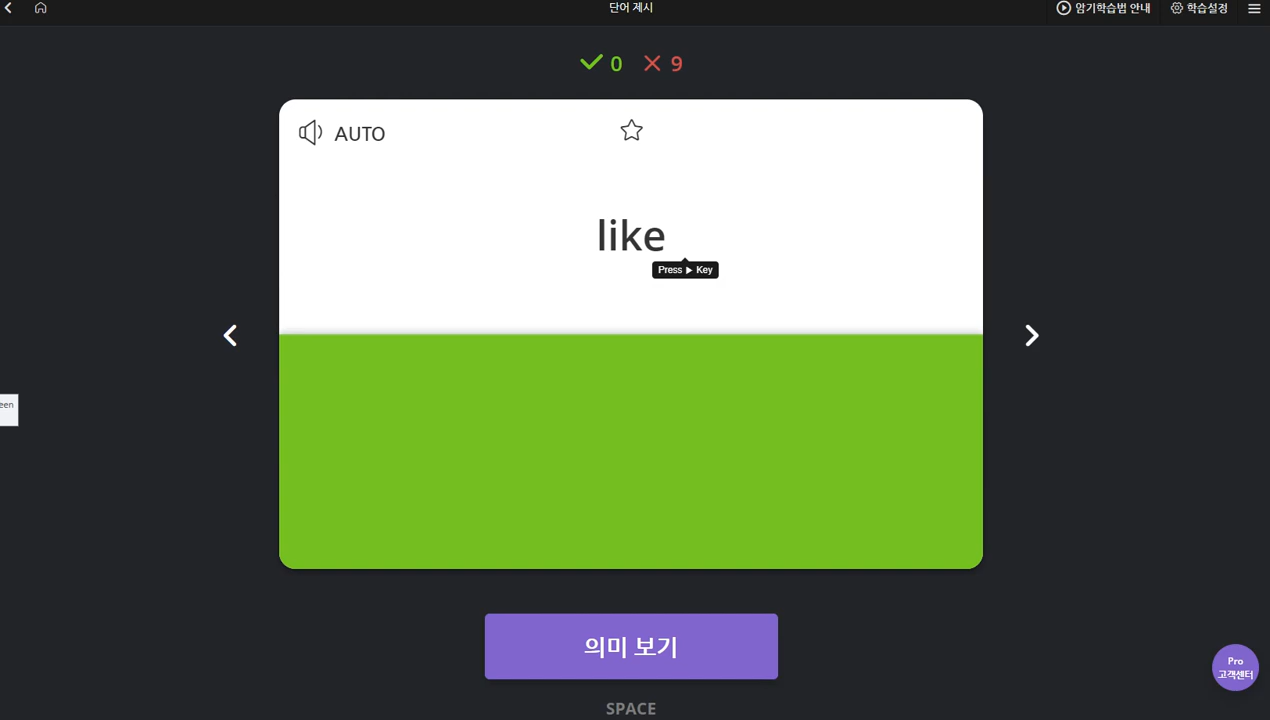 단어 제시
암기학습법 안내
학습설정
0
9
AUTO
like
Press ▶ Key
een
의미 보기
SPACE
Pro
고객센터